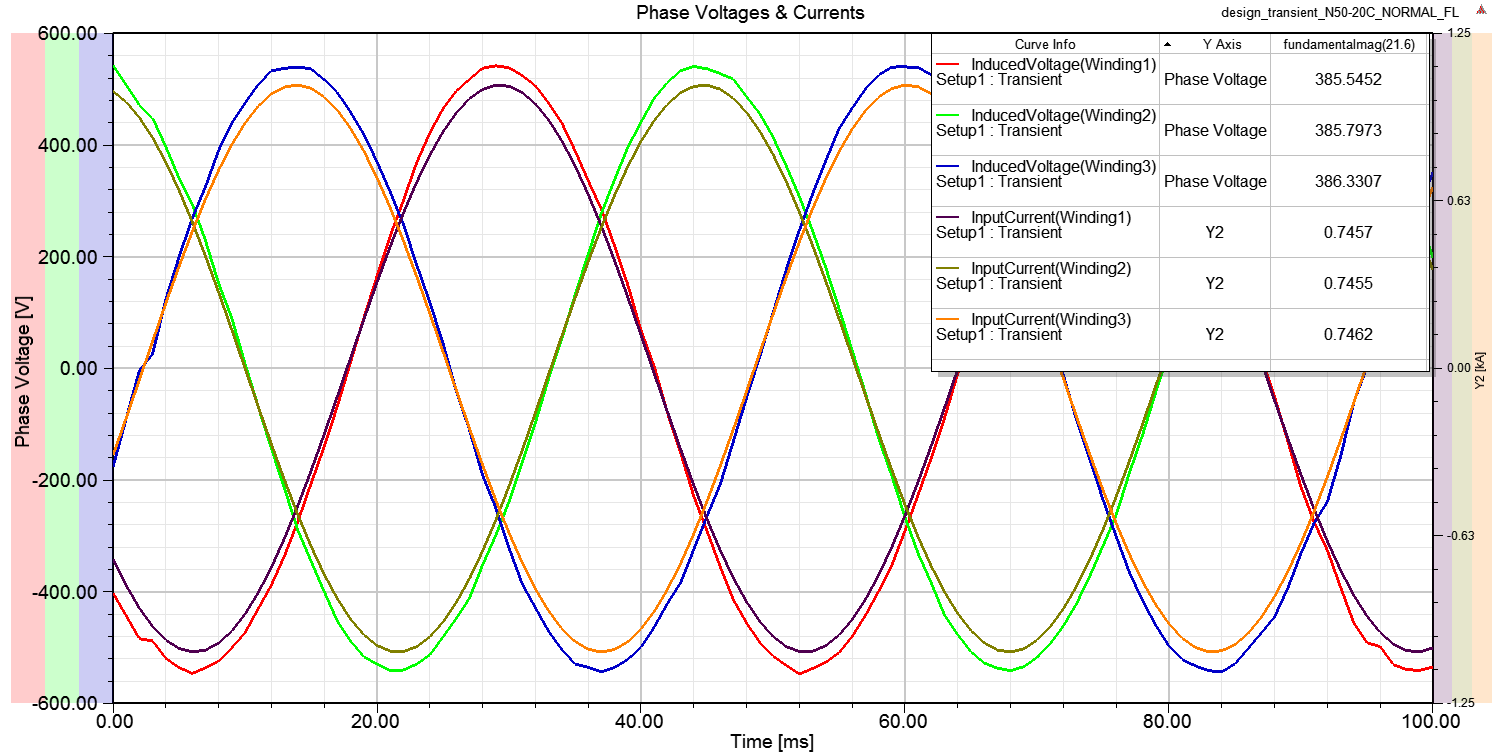 Phase Voltages & Currents
design_transient_N50-20C_NORMAL_FL
600.00
400.00
200.00
0.00
-200.00
-400.00
-600.00
Phase Voltage [V]
Curve Info Y Axis fundamentalmag(21.6)
InducedVoltage(Winding1)
Setup1 : Transient Phase Voltage 385.5452
InducedVoltage(Winding2)
Setup1 : Transient Phase Voltage 385.7973
InducedVoltage(Winding3)
Setup1 : Transient Phase Voltage 386.3307
InputCurrent(Winding1)
Setup1 : Transient Y2 0.7457
InputCurrent(Winding2)
Setup1 : Transient Y2 0.7455
InputCurrent(Winding3)
Setup1 : Transient Y2 0.7462
1.25
0.63
0.00
-0.63
-1.25
Y2 [kA]
0.00 20.00 40.00 60.00 80.00 100.00
Time [ms]